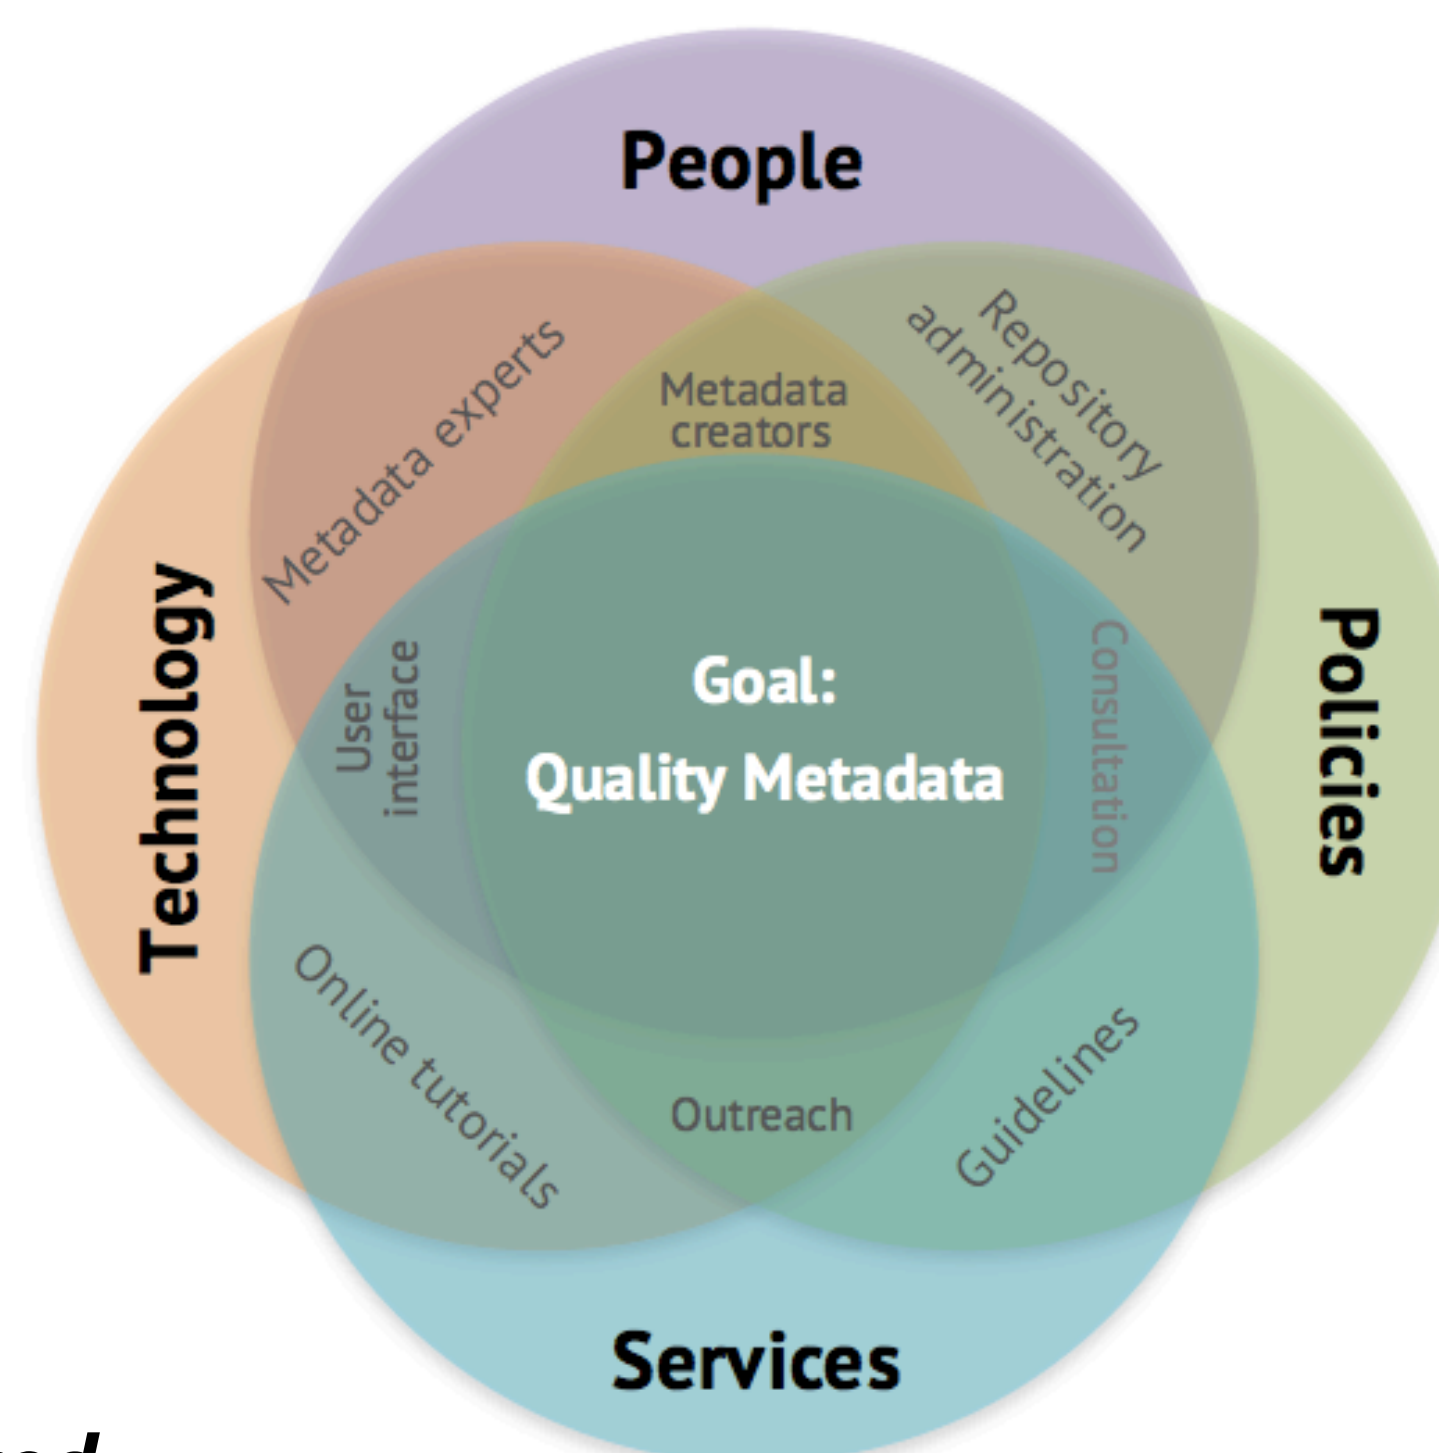 People
Metadata experts
Metadata
creators
Repository
administration
Technology
User
interface
Goal:
Quality Metadata
Consultation
Policies
Online tutorials
Outreach
Guidelines
Services